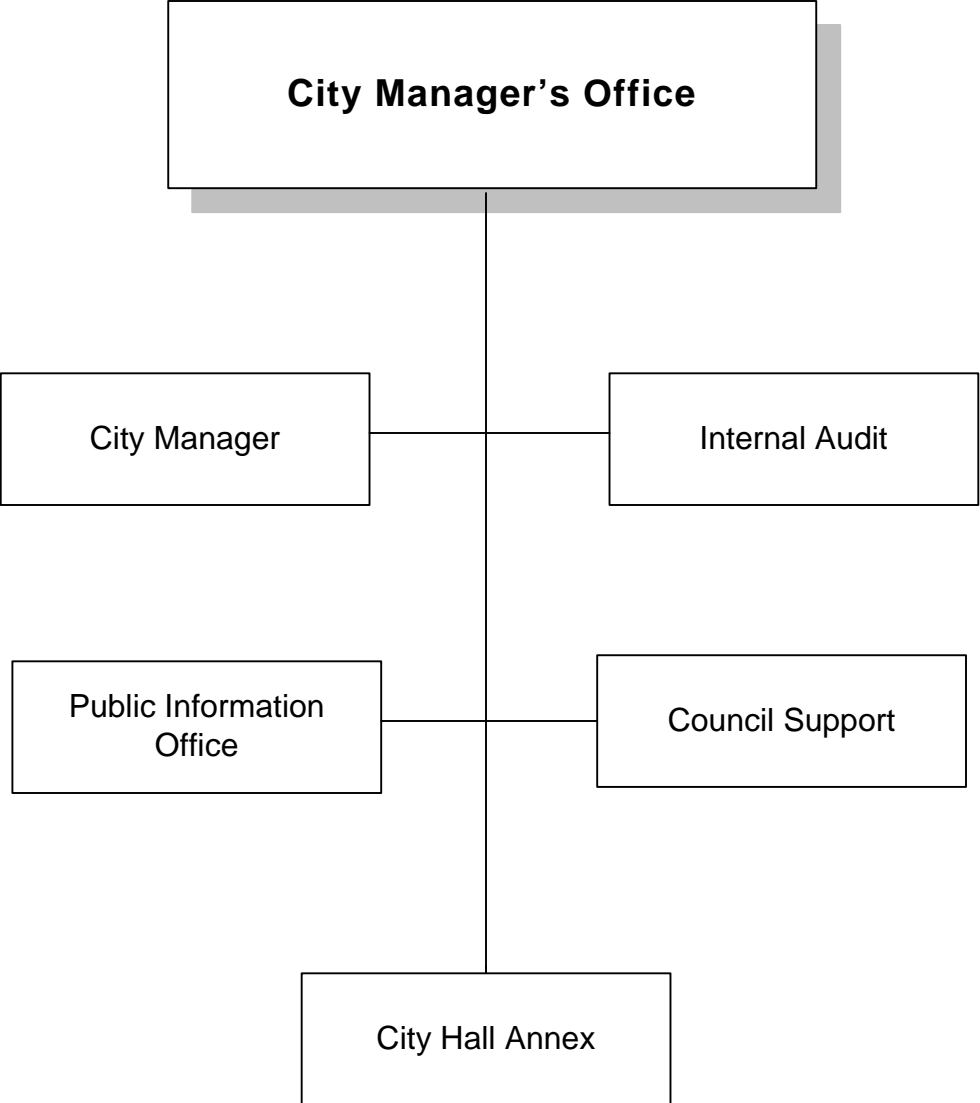 City Manager’s Office
City Manager
Internal Audit
Public Information
Office
Council Support
City Hall Annex